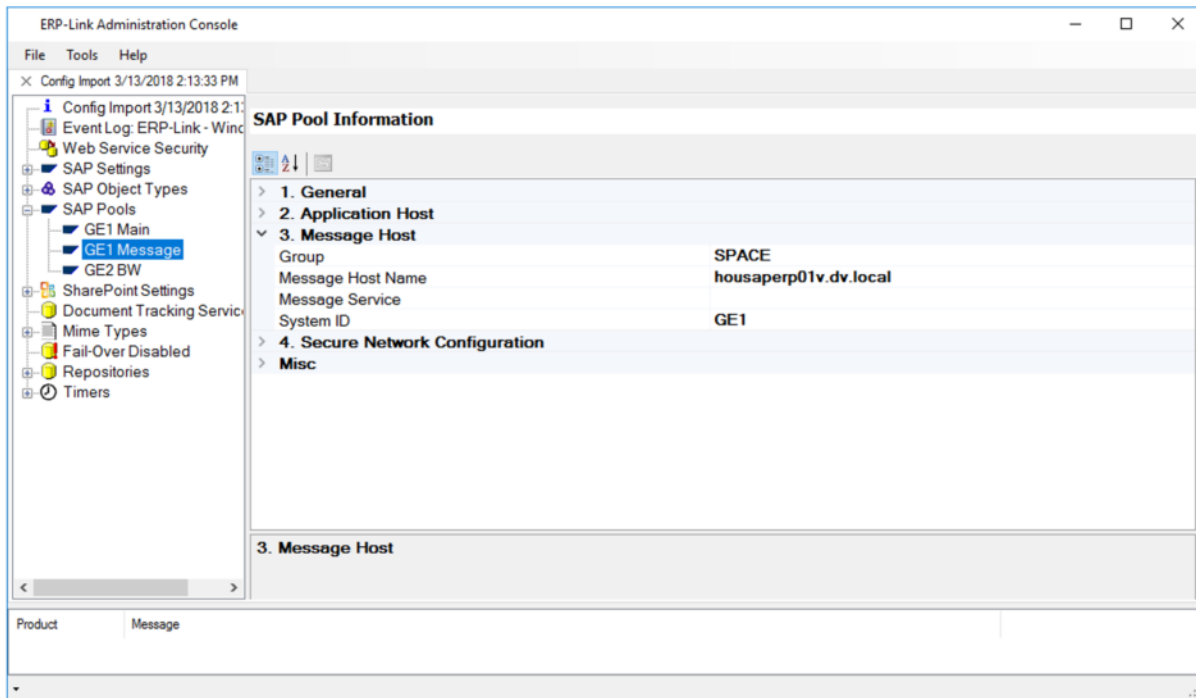 ERP-Link Administration Console
File Tools Help
Config Import 3/13/2018 2:13:33 PM
Config Import 3/13/2018 2:1
Event Log: ERP-Link - Winc
Web Service Security
SAP Settings
SAP Object Types
SAP Pools
GE1 Main
GE1 Message
GE2 BW
SharePoint Settings
Document Tracking Servic
Mime Types
Fail-Over Disabled
Repositories
Timers
SAP Pool Information
1. General
2. Application Host
3. Message Host
Group SPACE
Message Host Name housaperp01v.dv.local
Message Service
System ID GE1
4. Secure Network Configuration
Misc
3. Message Host
Product Message